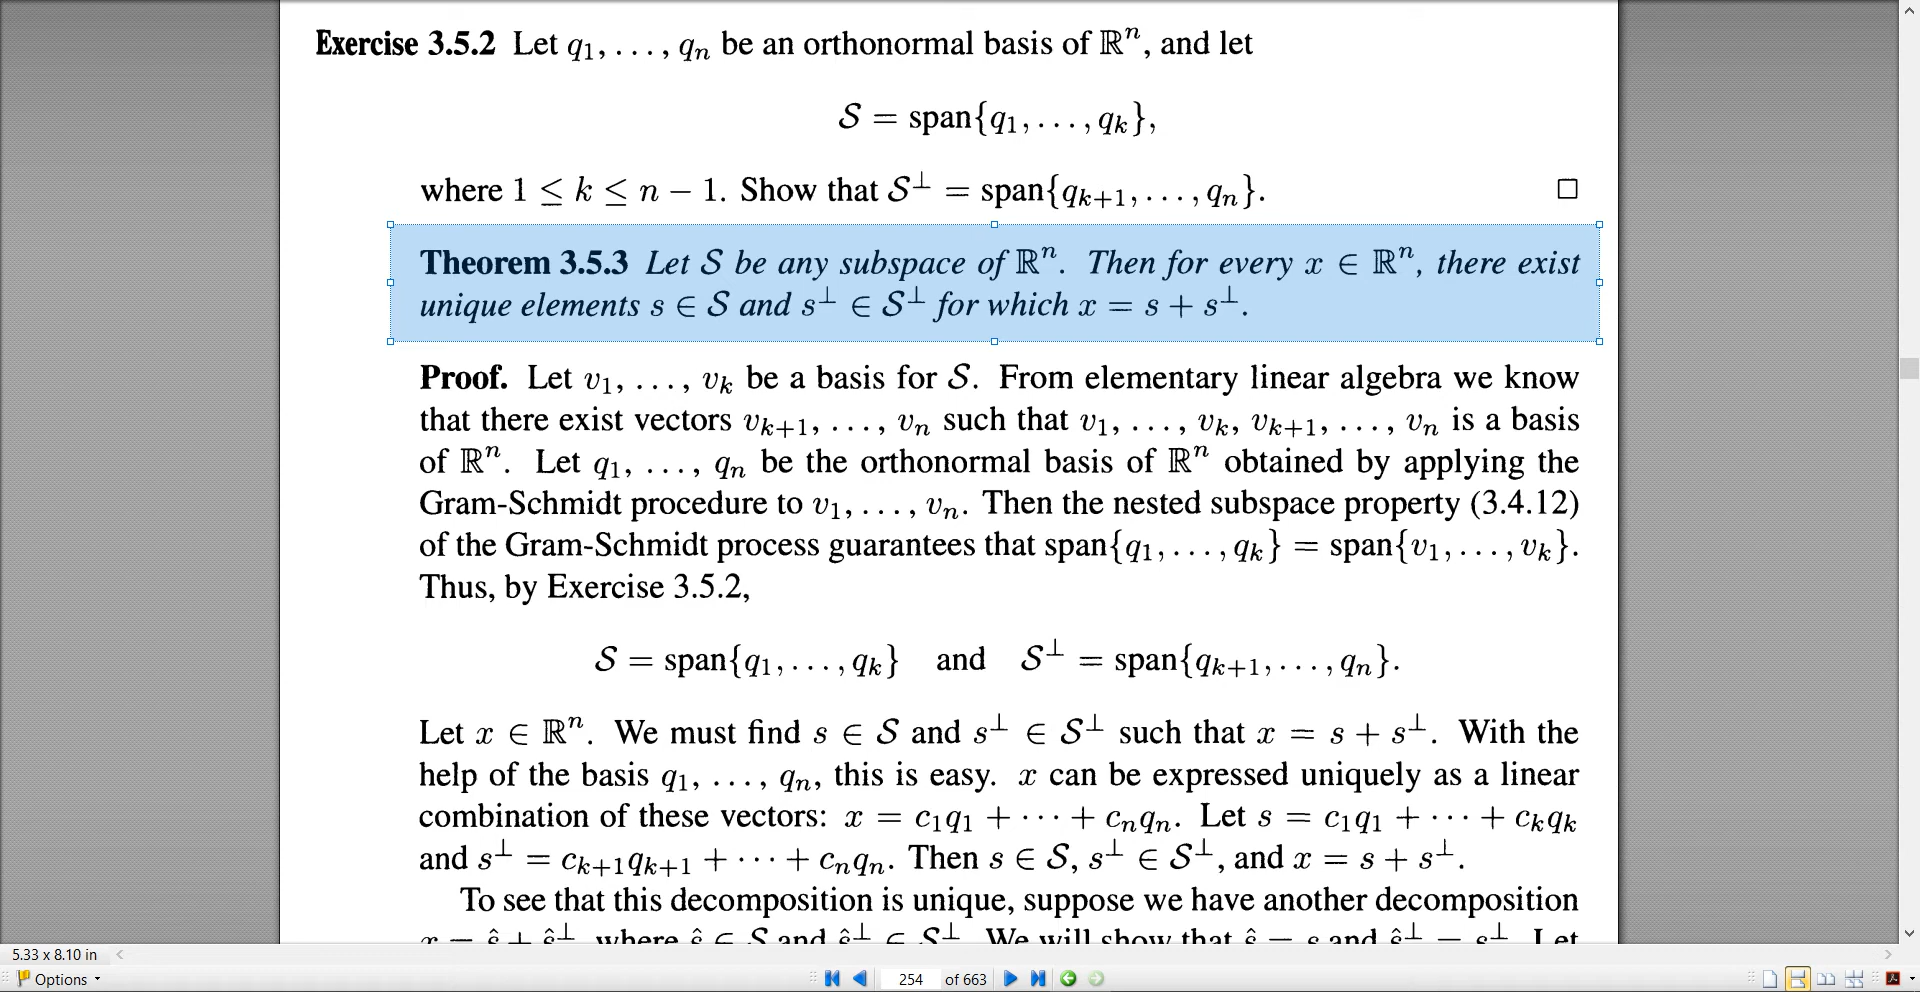 Exercise 3.5.2 Let q₁, . . . , qₙ be an orthonormal basis of ℝⁿ, and let
𝒮 = span{q₁, . . . , qₖ},
where 1 ≤ k ≤ n − 1. Show that 𝒮⊥ = span{qₖ₊₁, . . . , qₙ}. □
Theorem 3.5.3 Let 𝒮 be any subspace of ℝⁿ. Then for every x ∈ ℝⁿ, there exist
unique elements s ∈ 𝒮 and s⊥ ∈ 𝒮⊥ for which x = s + s⊥.
Proof. Let v₁, . . . , vₖ be a basis for 𝒮. From elementary linear algebra we know
that there exist vectors vₖ₊₁, . . . , vₙ such that v₁, . . . , vₖ, vₖ₊₁, . . . , vₙ is a basis
of ℝⁿ. Let q₁, . . . , qₙ be the orthonormal basis of ℝⁿ obtained by applying the
Gram-Schmidt procedure to v₁, . . . , vₙ. Then the nested subspace property (3.4.12)
of the Gram-Schmidt process guarantees that span{q₁, . . . , qₖ} = span{v₁, . . . , vₖ}.
Thus, by Exercise 3.5.2,
𝒮 = span{q₁, . . . , qₖ} and 𝒮⊥ = span{qₖ₊₁, . . . , qₙ}.
Let x ∈ ℝⁿ. We must find s ∈ 𝒮 and s⊥ ∈ 𝒮⊥ such that x = s + s⊥. With the
help of the basis q₁, . . . , qₙ, this is easy. x can be expressed uniquely as a linear
combination of these vectors: x = c₁q₁ + · · · + cₙqₙ. Let s = c₁q₁ + · · · + cₖqₖ
and s⊥ = cₖ₊₁qₖ₊₁ + · · · + cₙqₙ. Then s ∈ 𝒮, s⊥ ∈ 𝒮⊥, and x = s + s⊥.
To see that this decomposition is unique, suppose we have another decomposition
x = ŝ + ŝ⊥, where ŝ ∈ 𝒮 and ŝ⊥ ∈ 𝒮⊥. We will show that ŝ = s and ŝ⊥ = s⊥. Let
5.33 x 8.10 in
Options
254 of 663